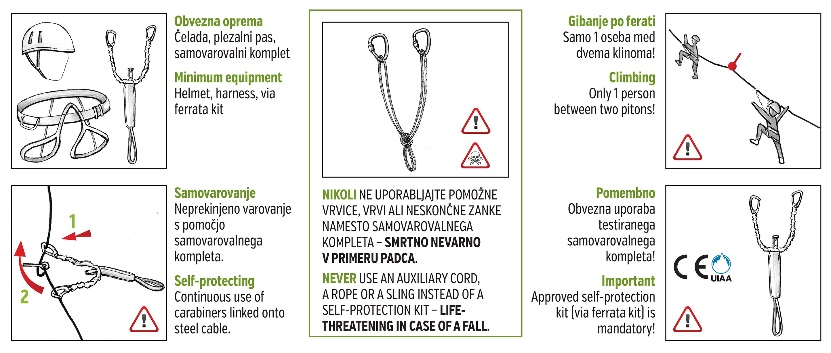 Obvezna oprema
Čelada, plezalni pas,
samovarovalni komplet
Minimum equipment
Helmet, harness, via
ferrata kit
1
2
Samovarovanje
Neprekinjeno varovanje
s pomočjo
samovarovalnega
kompleta.
Self-protecting
Continuous use of
carabiners linked onto
steel cable.
NIKOLI NE UPORABLJAJTE POMOŽNE
VRVICE, VRVI ALI NESKONČNE ZANKE
NAMESTO SAMOVAROVALNEGA
KOMPLETA – SMRTNO NEVARNO
V PRIMERU PADCA.
NEVER USE AN AUXILIARY CORD,
A ROPE OR A SLING INSTEAD OF A
SELF-PROTECTION KIT – LIFE-
THREATENING IN CASE OF A FALL.
Gibanje po ferati
Samo 1 oseba med
dvema klinoma!
Climbing
Only 1 person
between two pitons!
Pomembno
Obvezna uporaba
testiranega
samovarovalnega
kompleta!
Important
Approved self-protection
kit (via ferrata kit) is
mandatory!
CE
UIAA